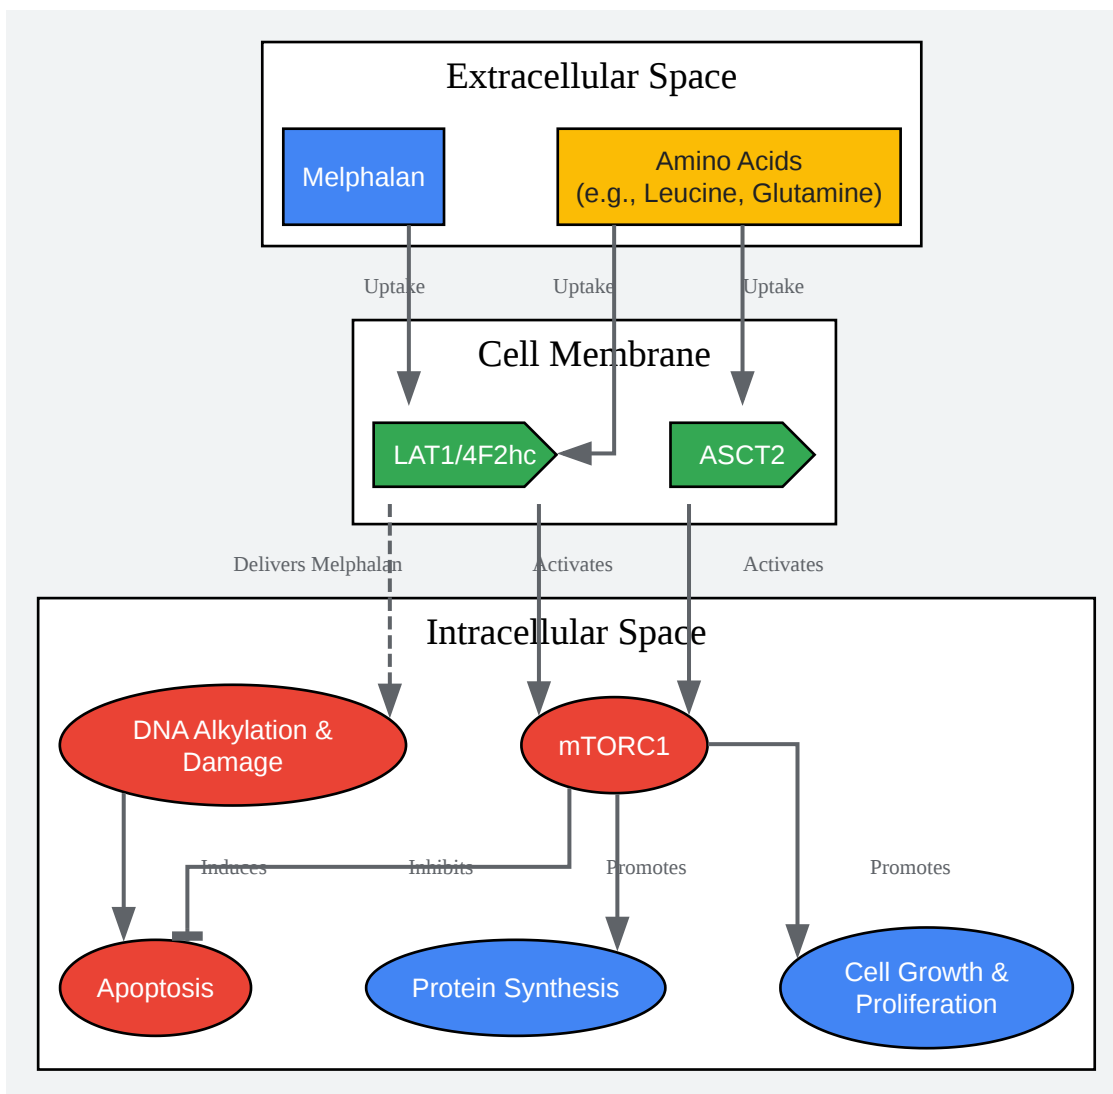 Extracellular Space
Melphalan
Amino Acids
(e.g., Leucine, Glutamine)
Uptake
Uptake
Uptake
Cell Membrane
LAT1/4F2hc
ASCT2
Delivers Melphalan
Activates
Activates
Intracellular Space
DNA Alkylation &
Damage
mTORC1
Induces
Inhibits
Promotes
Promotes
Apoptosis
Protein Synthesis
Cell Growth &
Proliferation